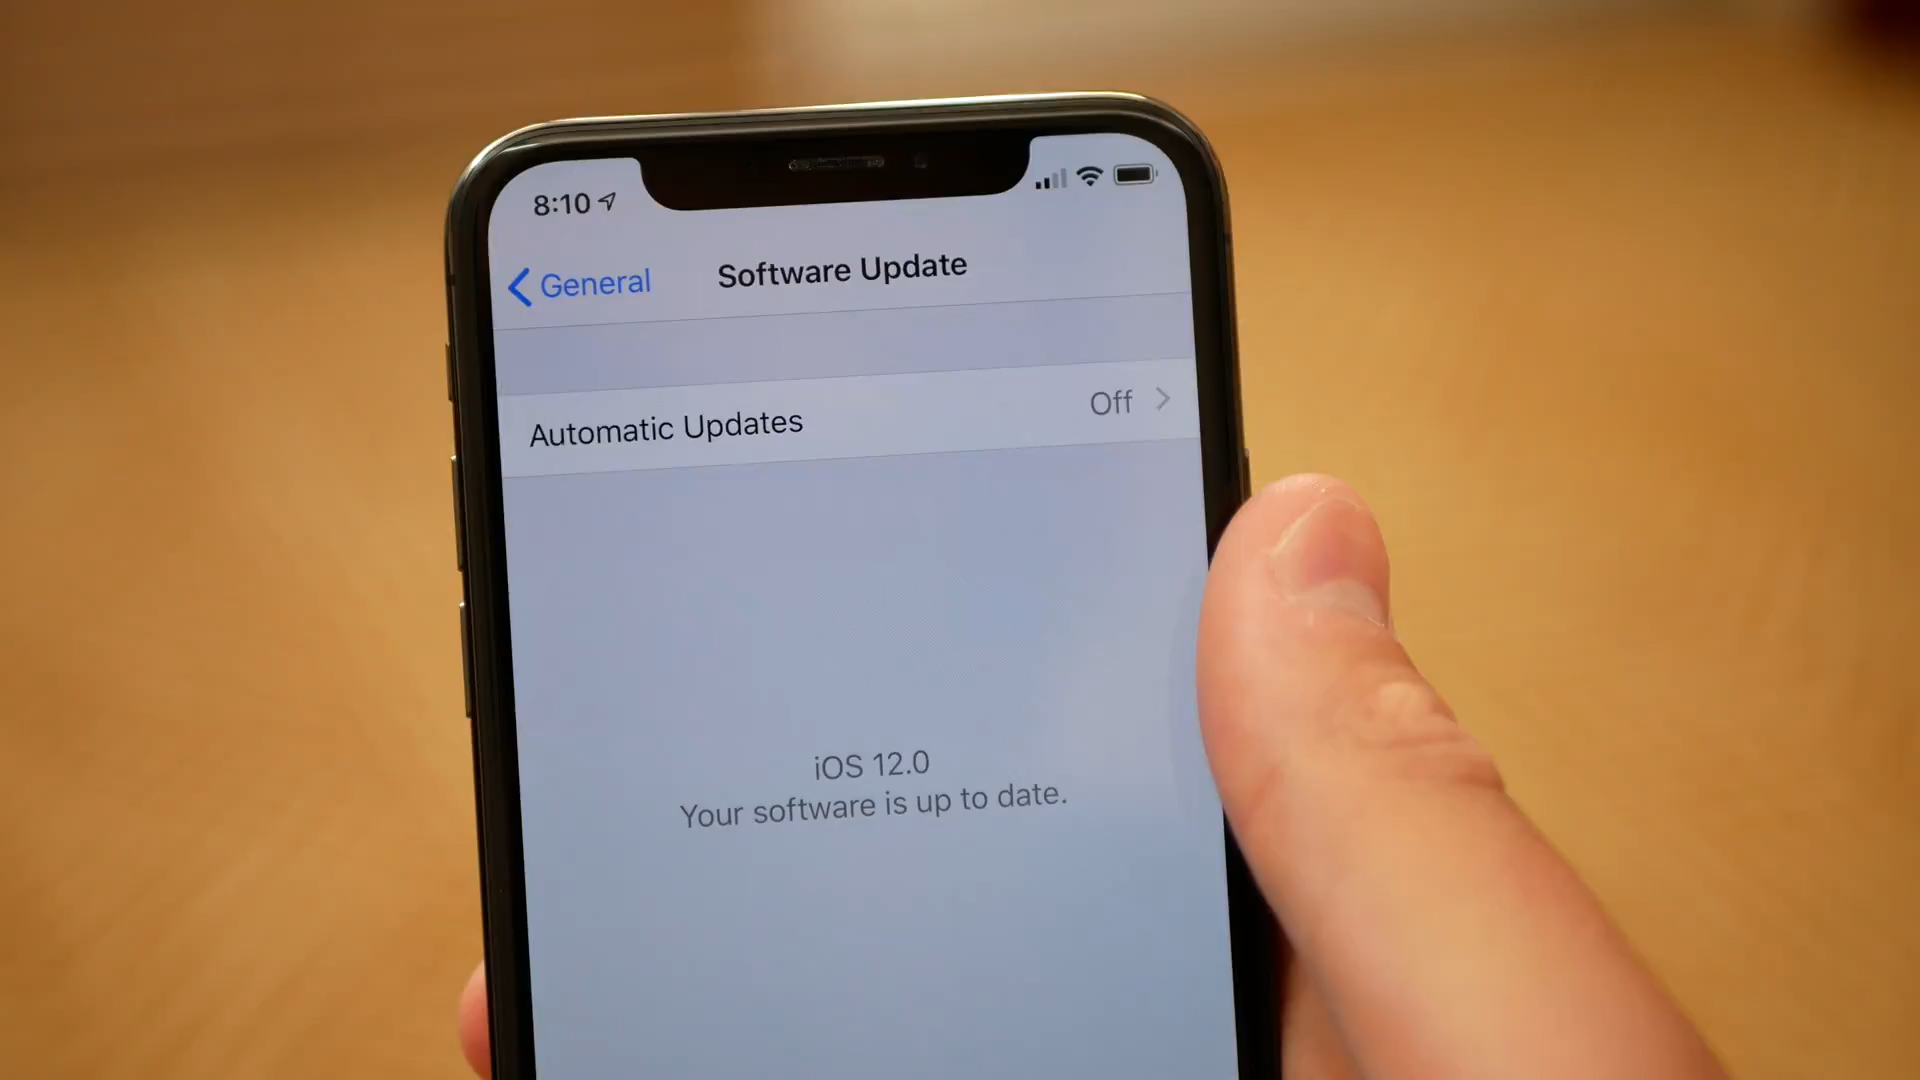 8:10
General
Software Update
Automatic Updates
Off
iOS 12.0
Your software is up to date.